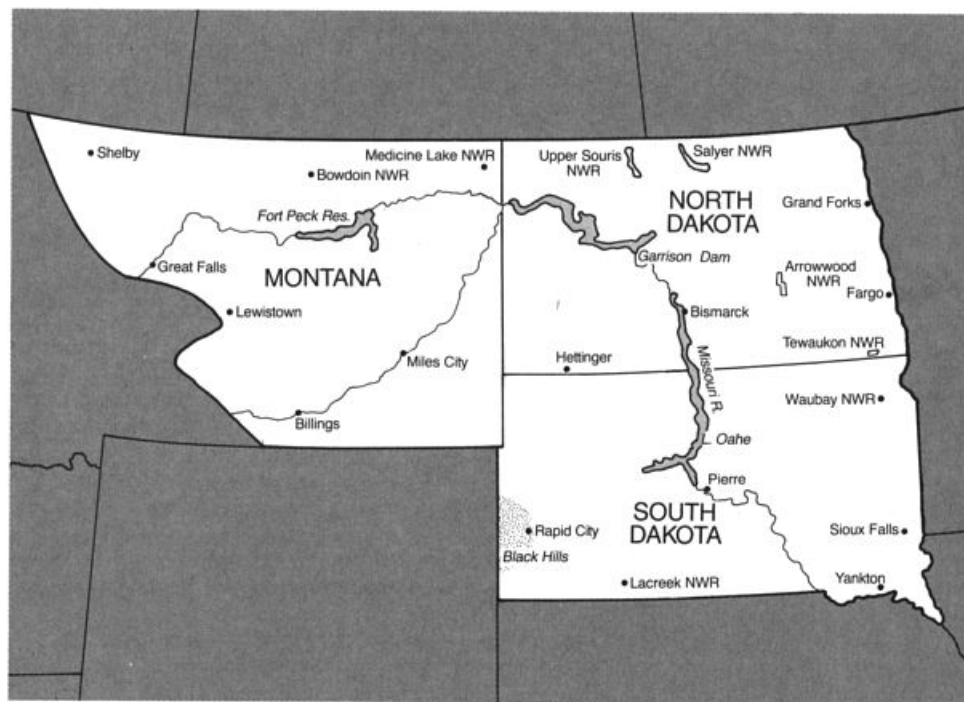 Shelby
Medicine Lake NWR
Bowdoin NWR
Fort Peck Res.
Great Falls
MONTANA
Lewistown
Miles City
Billings
Upper Souris
NWR
Salyer NWR
NORTH
DAKOTA
Grand Forks
Garrison Dam
Arrowwood
NWR
Fargo
Bismarck
Tewaukon NWR
Hettinger
Missouri R.
Waubay NWR
L. Oahe
Pierre
SOUTH
DAKOTA
Rapid City
Sioux Falls
Black Hills
Lacreek NWR
Yankton